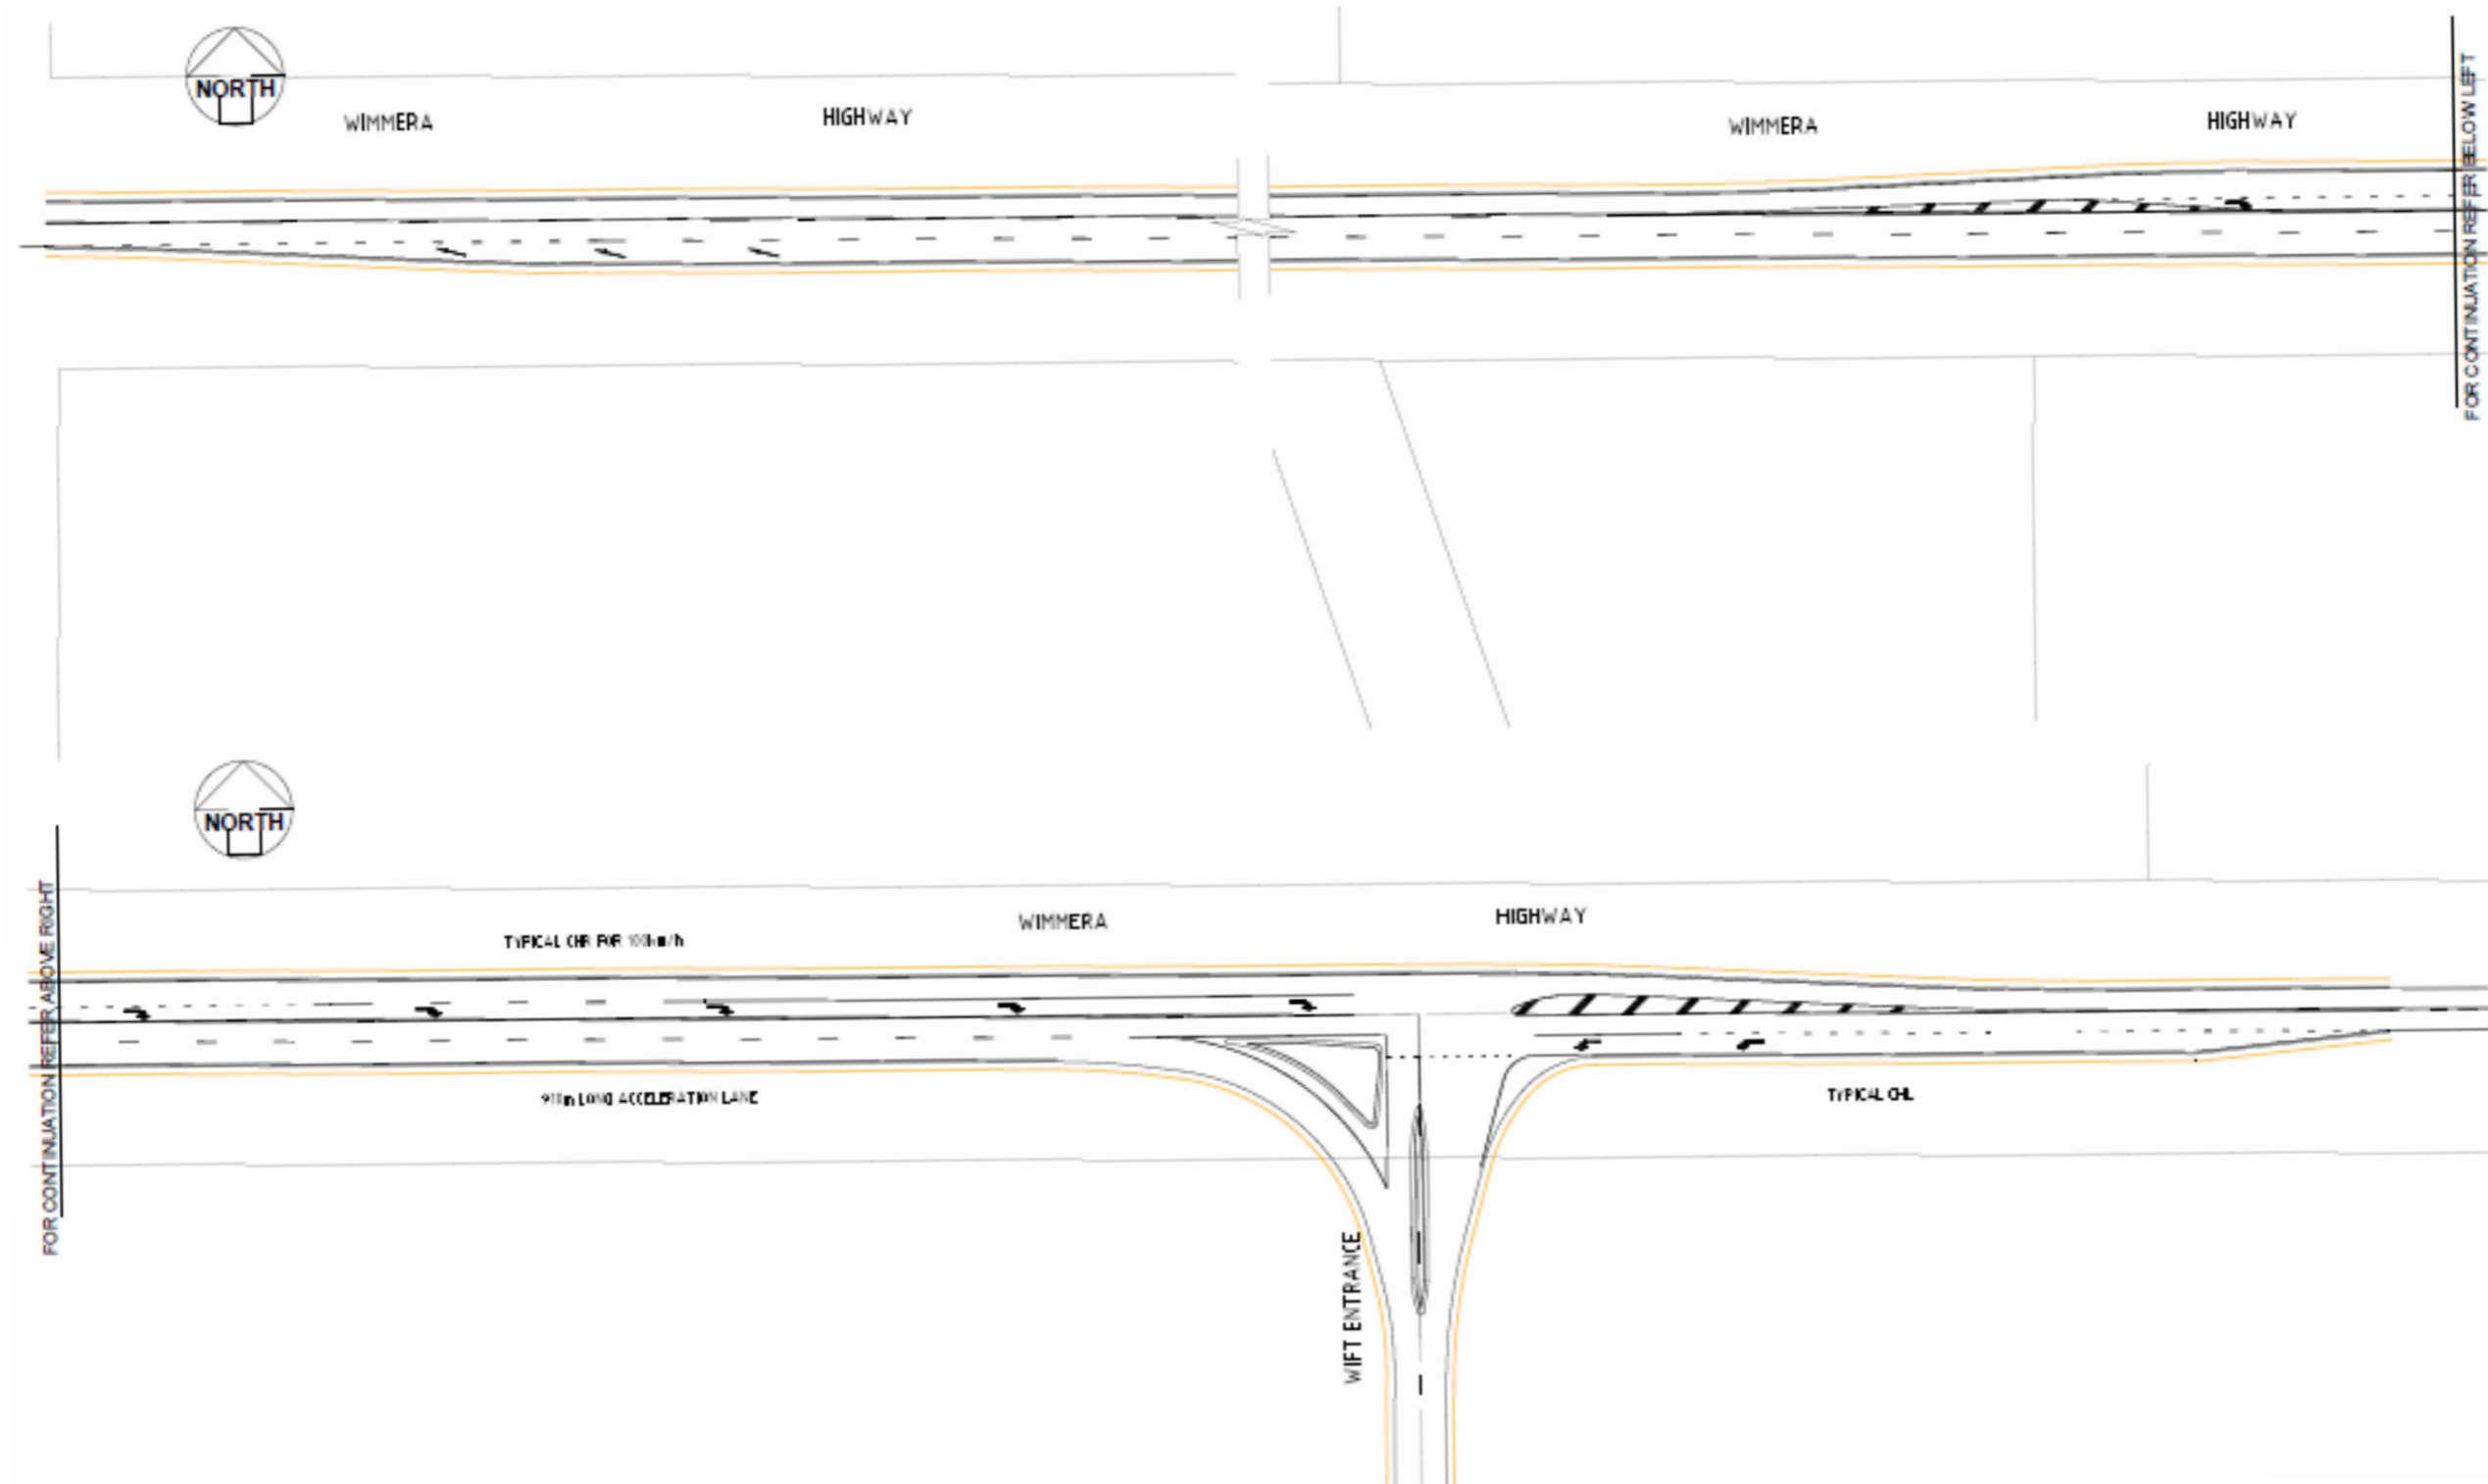 NORTH
WIMMERA
HIGHWAY
WIMMERA
HIGHWAY
FOR CONTINUATION REFER BELOW LEFT
NORTH
FOR CONTINUATION REFER ABOVE RIGHT
TYPICAL CHR FOR 100km/h
WIMMERA
HIGHWAY
LONG ACCELERATION LANE
TYPICAL CHL
WIFT ENTRANCE